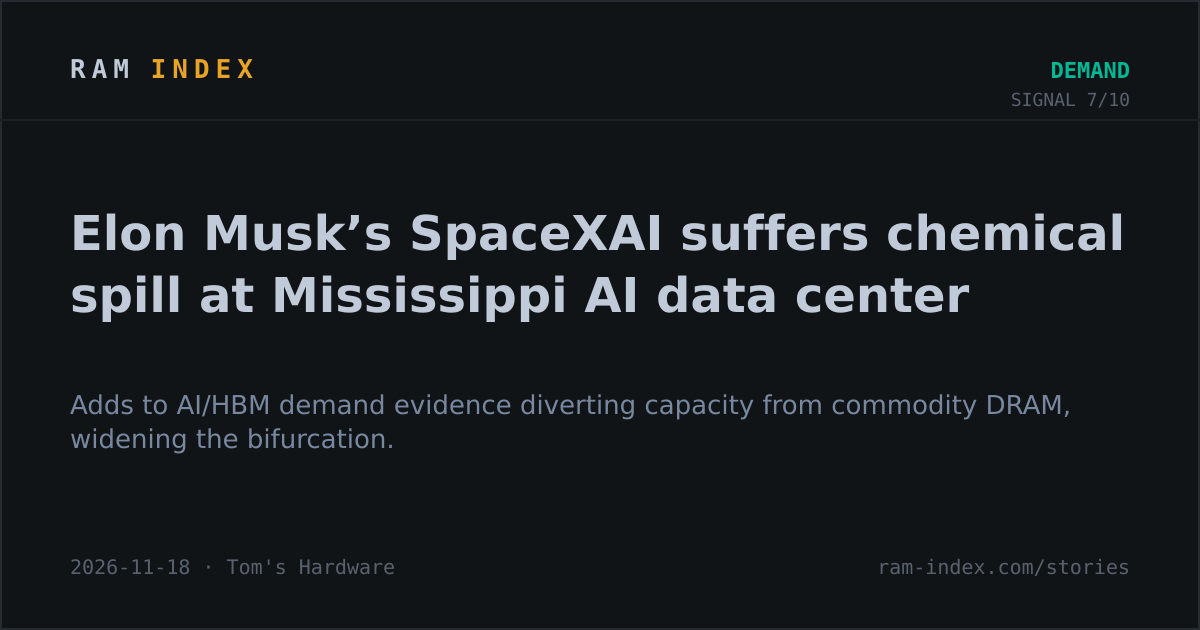 RAM INDEX
DEMAND
SIGNAL 7/10
Elon Musk’s SpaceXAI suffers chemical
spill at Mississippi AI data center
Adds to AI/HBM demand evidence diverting capacity from commodity DRAM,
widening the bifurcation.
2026-11-18 · Tom's Hardware
ram-index.com/stories